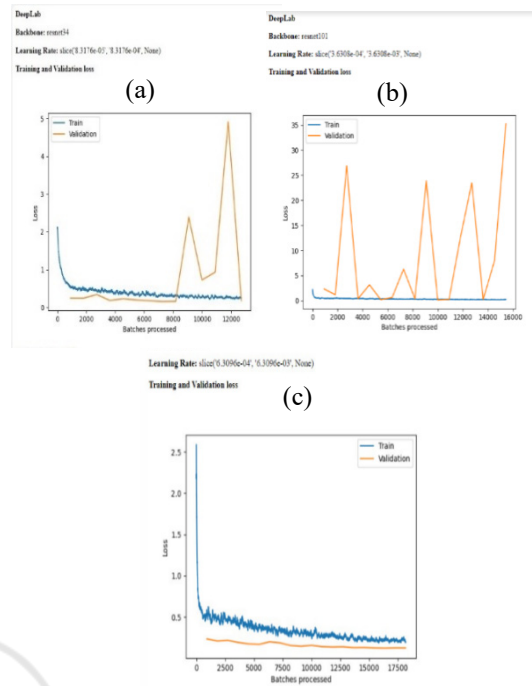 DeepLab
Backbone: resnet34
Learning Rate: slice('8.3176e-05', '8.3176e-04', None)
Training and Validation loss
(a)
Train
Validation
5
4
3
2
1
0
Loss
0 2000 4000 6000 8000 10000 12000
Batches processed
DeepLab
Backbone: resnet101
Learning Rate: slice('3.6308e-04', '3.6308e-03', None)
Training and Validation loss
(b)
Train
Validation
35
30
25
20
15
10
5
0
Loss
0 2000 4000 6000 8000 10000 12000 14000 16000
Batches processed
Learning Rate: slice('6.3096e-04', '6.3096e-03', None)
Training and Validation loss
(c)
Train
Validation
2.5
2.0
1.5
1.0
0.5
Loss
0 2500 5000 7500 10000 12500 15000 17500
Batches processed